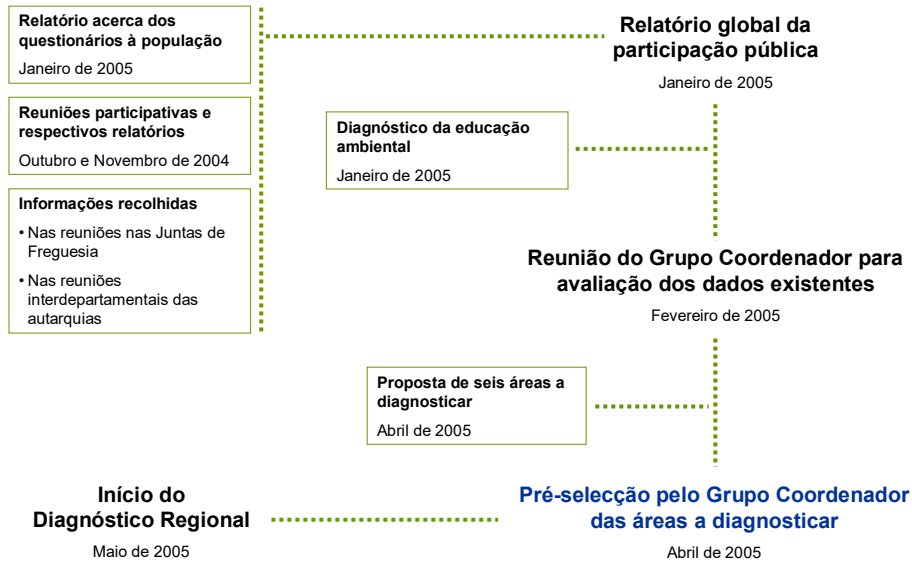 Relatório acerca dos
questionários à população
Janeiro de 2005
Reuniões participativas e
respectivos relatórios
Outubro e Novembro de 2004
Informações recolhidas
• Nas reuniões nas Juntas de
Freguesia
• Nas reuniões
interdepartamentais das
autarquias
Relatório global da
participação pública
Janeiro de 2005
Diagnóstico da educação
ambiental
Janeiro de 2005
Reunião do Grupo Coordenador para
avaliação dos dados existentes
Fevereiro de 2005
Proposta de seis áreas a
diagnosticar
Abril de 2005
Pré-selecção pelo Grupo Coordenador
das áreas a diagnosticar
Abril de 2005
Início do
Diagnóstico Regional
Maio de 2005